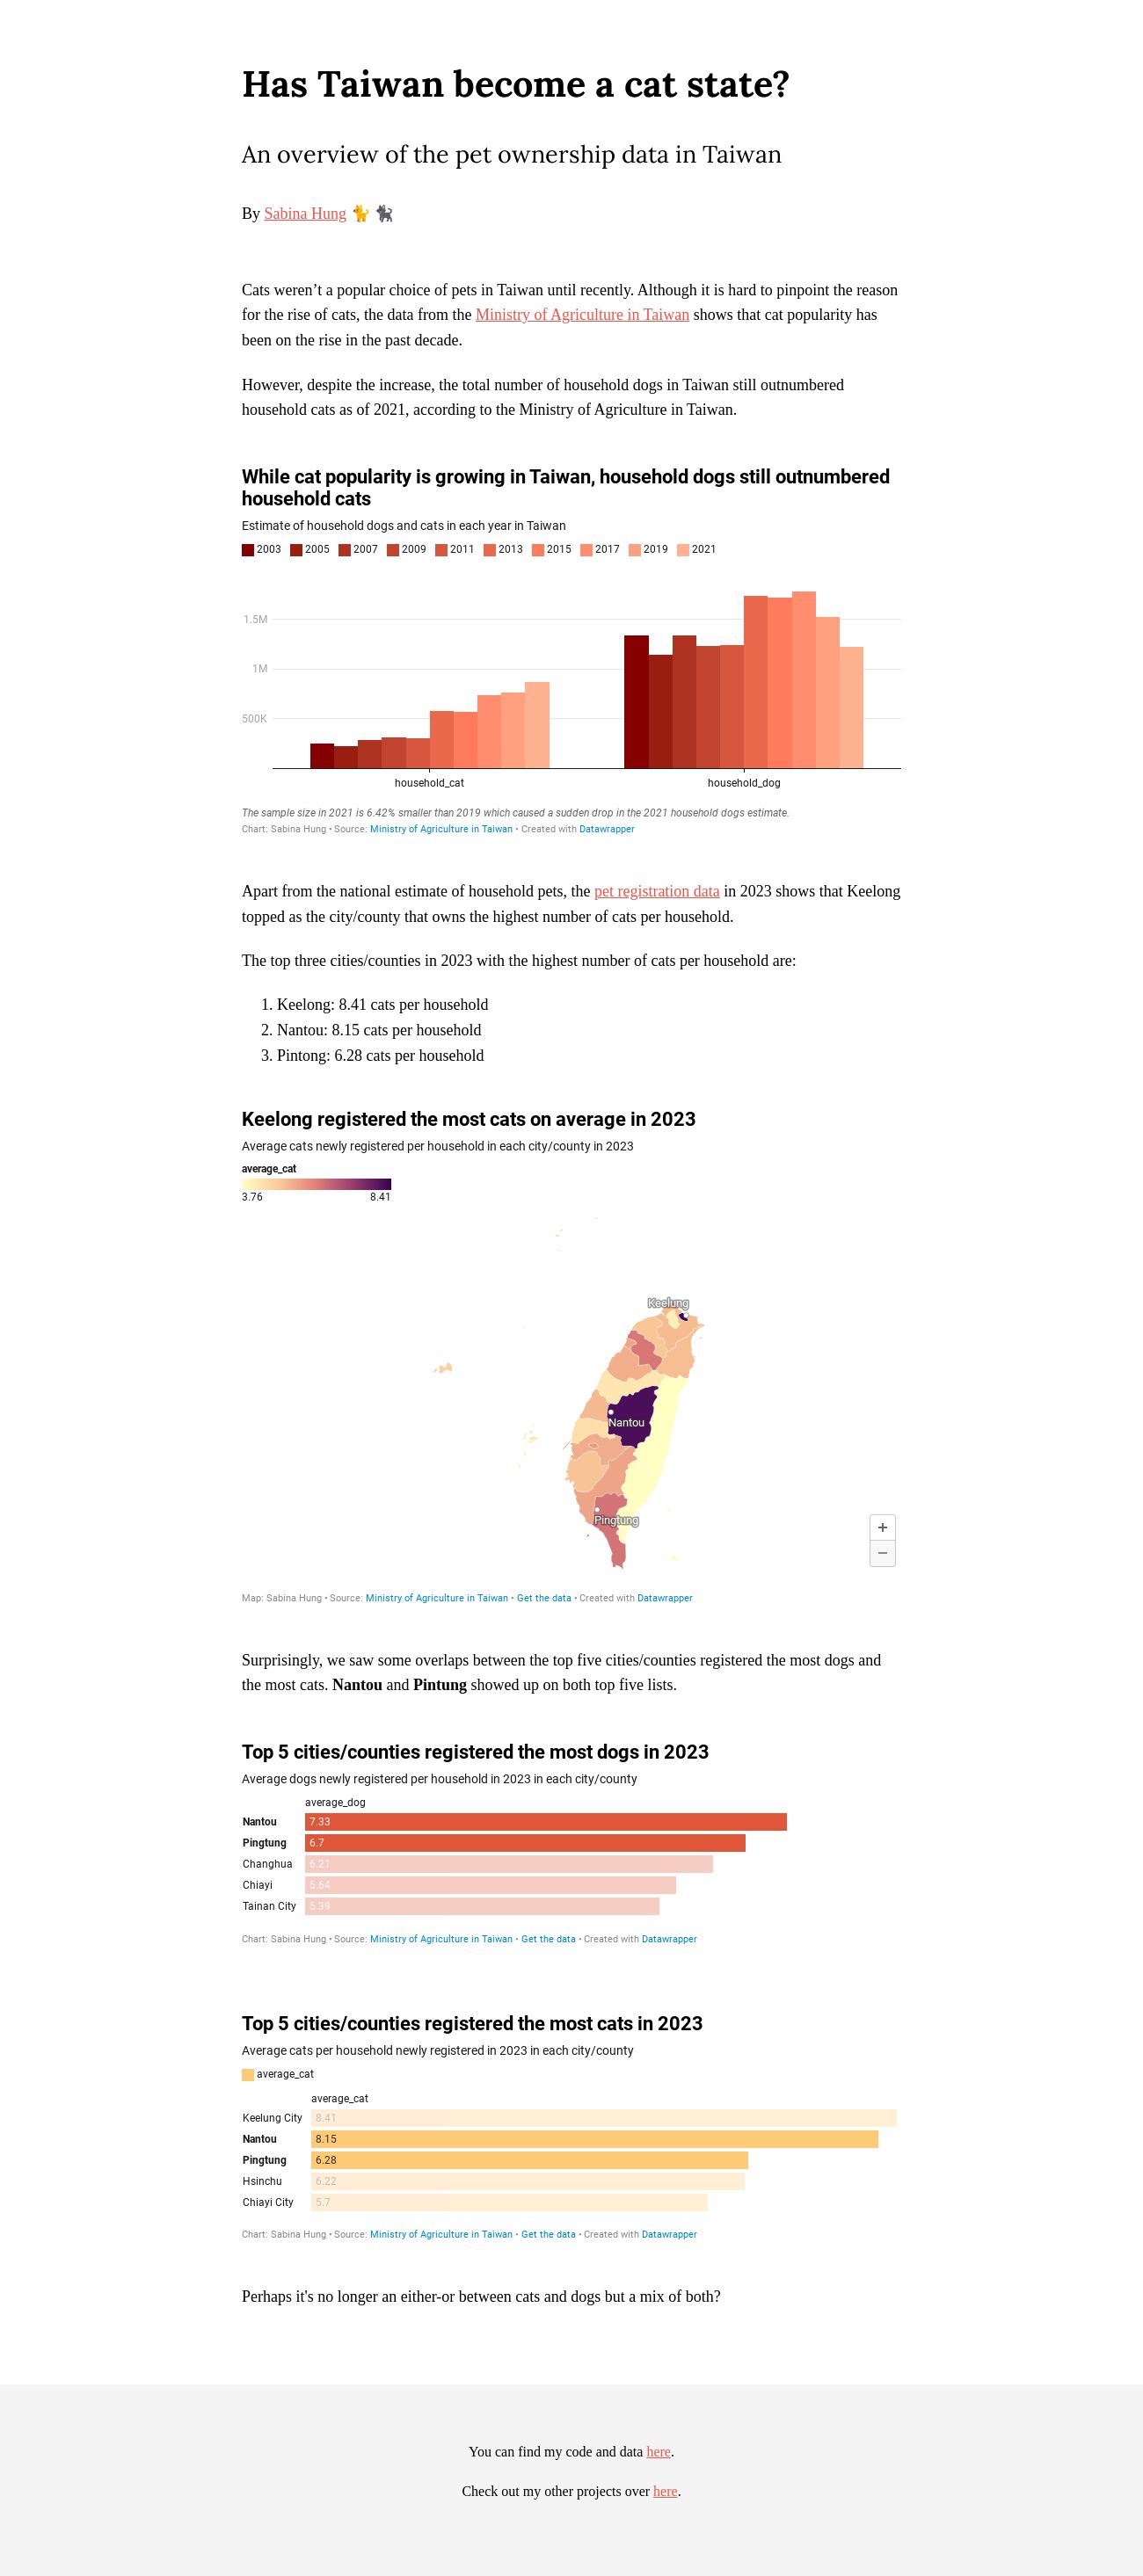 Has Taiwan become a cat state?
An overview of the pet ownership data in Taiwan
By Sabina Hung 🐈 🐈‍⬛
Cats weren’t a popular choice of pets in Taiwan until recently. Although it is hard to pinpoint the reason
for the rise of cats, the data from the Ministry of Agriculture in Taiwan shows that cat popularity has
been on the rise in the past decade.
However, despite the increase, the total number of household dogs in Taiwan still outnumbered
household cats as of 2021, according to the Ministry of Agriculture in Taiwan.
While cat popularity is growing in Taiwan, household dogs still outnumbered
household cats
Estimate of household dogs and cats in each year in Taiwan
2003 2005 2007 2009 2011 2013 2015 2017 2019 2021
1.5M
1M
500K
household_cat household_dog
The sample size in 2021 is 6.42% smaller than 2019 which caused a sudden drop in the 2021 household dogs estimate.
Chart: Sabina Hung • Source: Ministry of Agriculture in Taiwan • Created with Datawrapper
Apart from the national estimate of household pets, the pet registration data in 2023 shows that Keelong
topped as the city/county that owns the highest number of cats per household.
The top three cities/counties in 2023 with the highest number of cats per household are:
1. Keelong: 8.41 cats per household
2. Nantou: 8.15 cats per household
3. Pintong: 6.28 cats per household
Keelong registered the most cats on average in 2023
Average cats newly registered per household in each city/county in 2023
average_cat
3.76 8.41
Keelung
Nantou
Pingtung
+
−
Map: Sabina Hung • Source: Ministry of Agriculture in Taiwan • Get the data • Created with Datawrapper
Surprisingly, we saw some overlaps between the top five cities/counties registered the most dogs and
the most cats. Nantou and Pintung showed up on both top five lists.
Top 5 cities/counties registered the most dogs in 2023
Average dogs newly registered per household in 2023 in each city/county
average_dog
Nantou 7.33
Pingtung 6.7
Changhua 6.21
Chiayi 5.64
Tainan City 5.39
Chart: Sabina Hung • Source: Ministry of Agriculture in Taiwan • Get the data • Created with Datawrapper
Top 5 cities/counties registered the most cats in 2023
Average cats per household newly registered in 2023 in each city/county
average_cat
average_cat
Keelung City 8.41
Nantou 8.15
Pingtung 6.28
Hsinchu 6.22
Chiayi City 5.7
Chart: Sabina Hung • Source: Ministry of Agriculture in Taiwan • Get the data • Created with Datawrapper
Perhaps it's no longer an either-or between cats and dogs but a mix of both?
You can find my code and data here.
Check out my other projects over here.